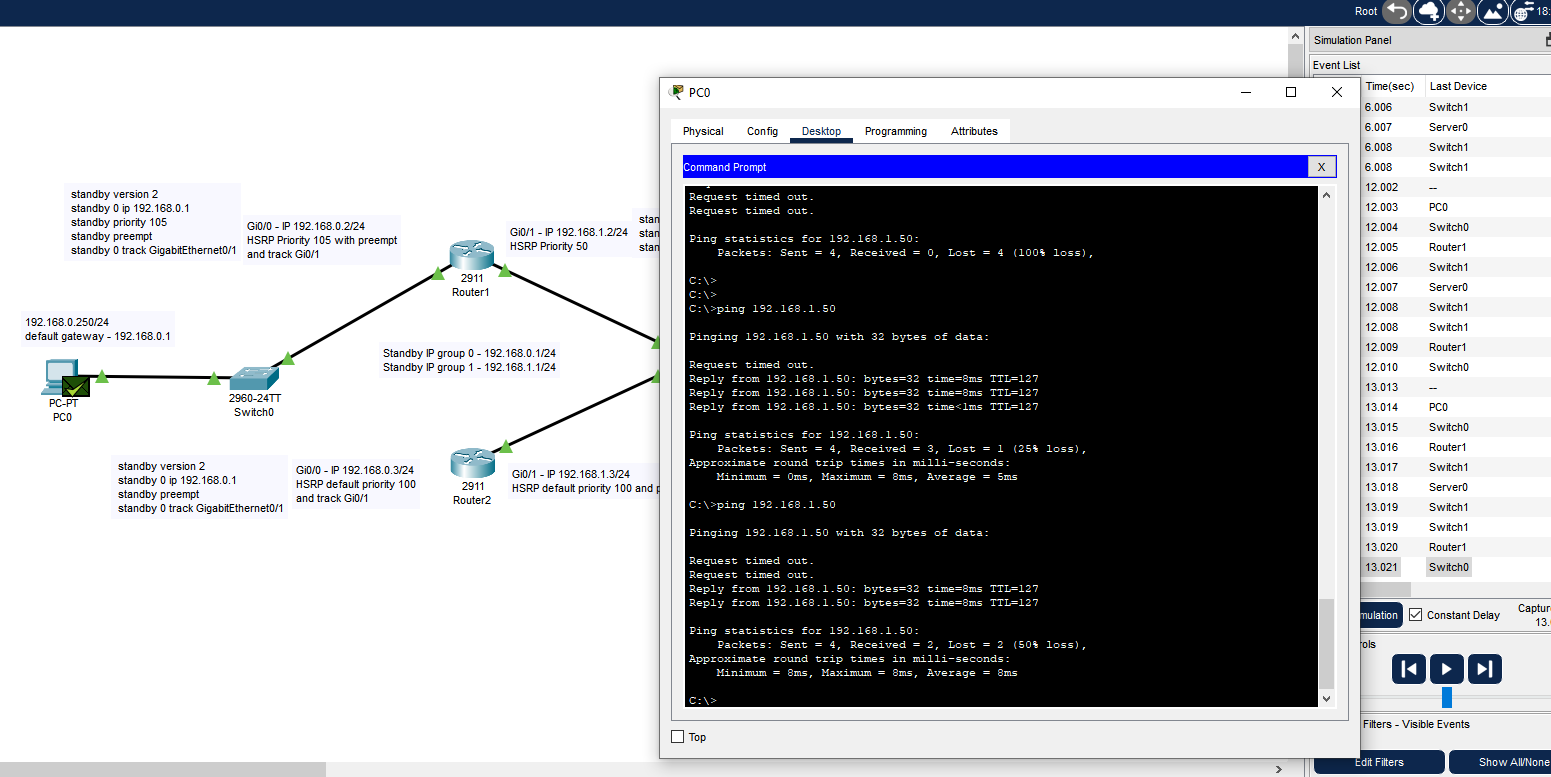 Root
18:
Simulation Panel
Event List
Time(sec) Last Device
6.006 Switch1
6.007 Server0
6.008 Switch1
6.008 Switch1
12.002 --
12.003 PC0
12.004 Switch0
12.005 Router1
12.006 Switch1
12.007 Server0
12.008 Switch1
12.008 Switch1
12.009 Router1
12.010 Switch0
13.013 --
13.014 PC0
13.015 Switch0
13.016 Router1
13.017 Switch1
13.018 Server0
13.019 Switch1
13.019 Switch1
13.020 Router1
13.021 Switch0
mulation Constant Delay Captur
13.
rols
Filters - Visible Events
Edit Filters Show All/None
standby version 2
standby 0 ip 192.168.0.1
standby priority 105
standby preempt
standby 0 track GigabitEthernet0/1
Gi0/0 - IP 192.168.0.2/24
HSRP Priority 105 with preempt
and track Gi0/1
2911
Router1
Gi0/1 - IP 192.168.1.2/24
HSRP Priority 50
stan
stan
stan
192.168.0.250/24
default gateway - 192.168.0.1
PC-PT
PC0
2960-24TT
Switch0
Standby IP group 0 - 192.168.0.1/24
Standby IP group 1 - 192.168.1.1/24
standby version 2
standby 0 ip 192.168.0.1
standby preempt
standby 0 track GigabitEthernet0/1
Gi0/0 - IP 192.168.0.3/24
HSRP default priority 100
and track Gi0/1
2911
Router2
Gi0/1 - IP 192.168.1.3/24
HSRP default priority 100 and p
PC0
Physical Config Desktop Programming Attributes
Command Prompt X
Request timed out.
Request timed out.
Ping statistics for 192.168.1.50:
Packets: Sent = 4, Received = 0, Lost = 4 (100% loss),
C:\>
C:\>
C:\>ping 192.168.1.50
Pinging 192.168.1.50 with 32 bytes of data:
Request timed out.
Reply from 192.168.1.50: bytes=32 time=8ms TTL=127
Reply from 192.168.1.50: bytes=32 time=8ms TTL=127
Reply from 192.168.1.50: bytes=32 time<1ms TTL=127
Ping statistics for 192.168.1.50:
Packets: Sent = 4, Received = 3, Lost = 1 (25% loss),
Approximate round trip times in milli-seconds:
Minimum = 0ms, Maximum = 8ms, Average = 5ms
C:\>ping 192.168.1.50
Pinging 192.168.1.50 with 32 bytes of data:
Request timed out.
Request timed out.
Reply from 192.168.1.50: bytes=32 time=8ms TTL=127
Reply from 192.168.1.50: bytes=32 time=8ms TTL=127
Ping statistics for 192.168.1.50:
Packets: Sent = 4, Received = 2, Lost = 2 (50% loss),
Approximate round trip times in milli-seconds:
Minimum = 8ms, Maximum = 8ms, Average = 8ms
C:\>
Top